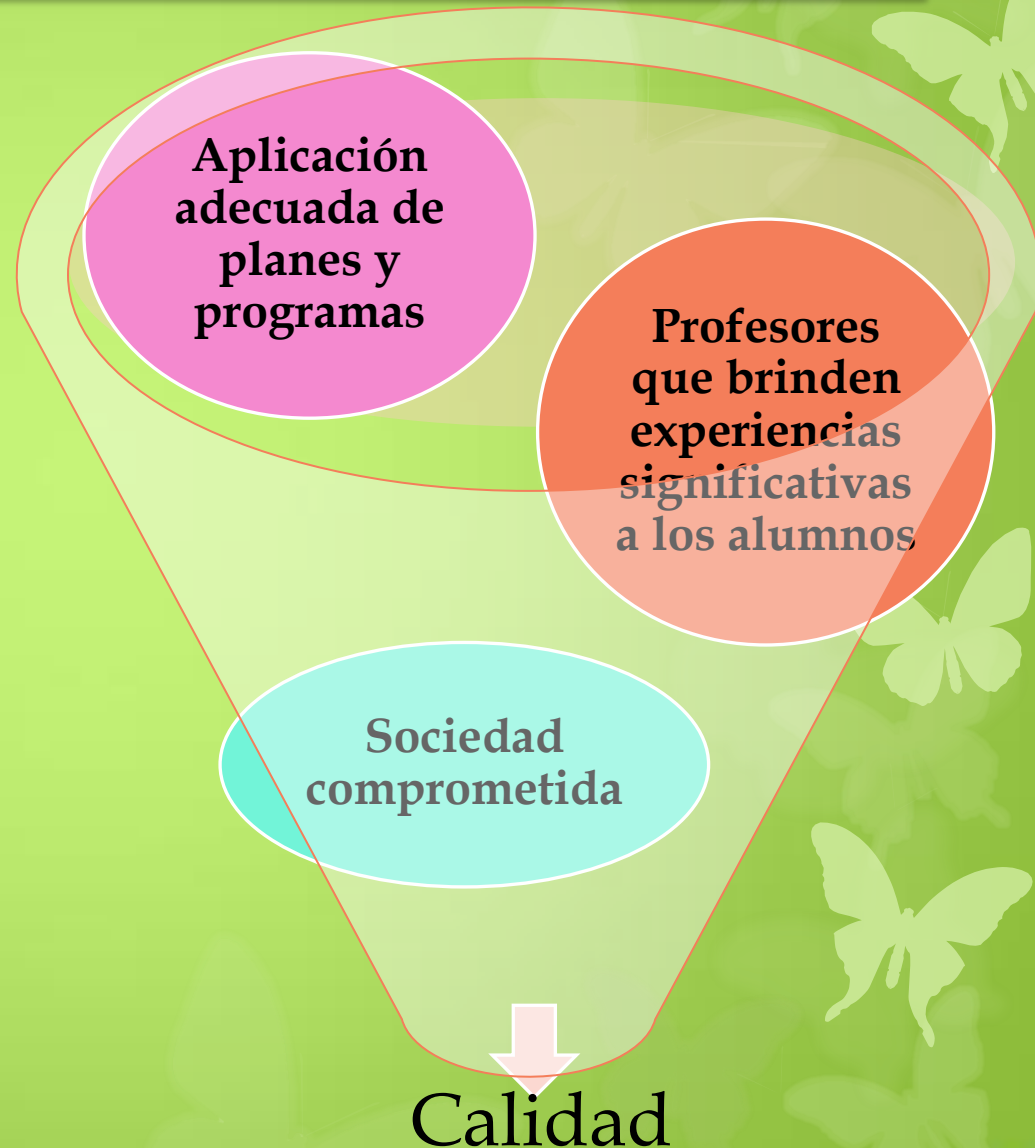 Aplicación
adecuada de
planes y
programas
Profesores
que brinden
experiencias
significativas
a los alumnos
Sociedad
comprometida
Calidad